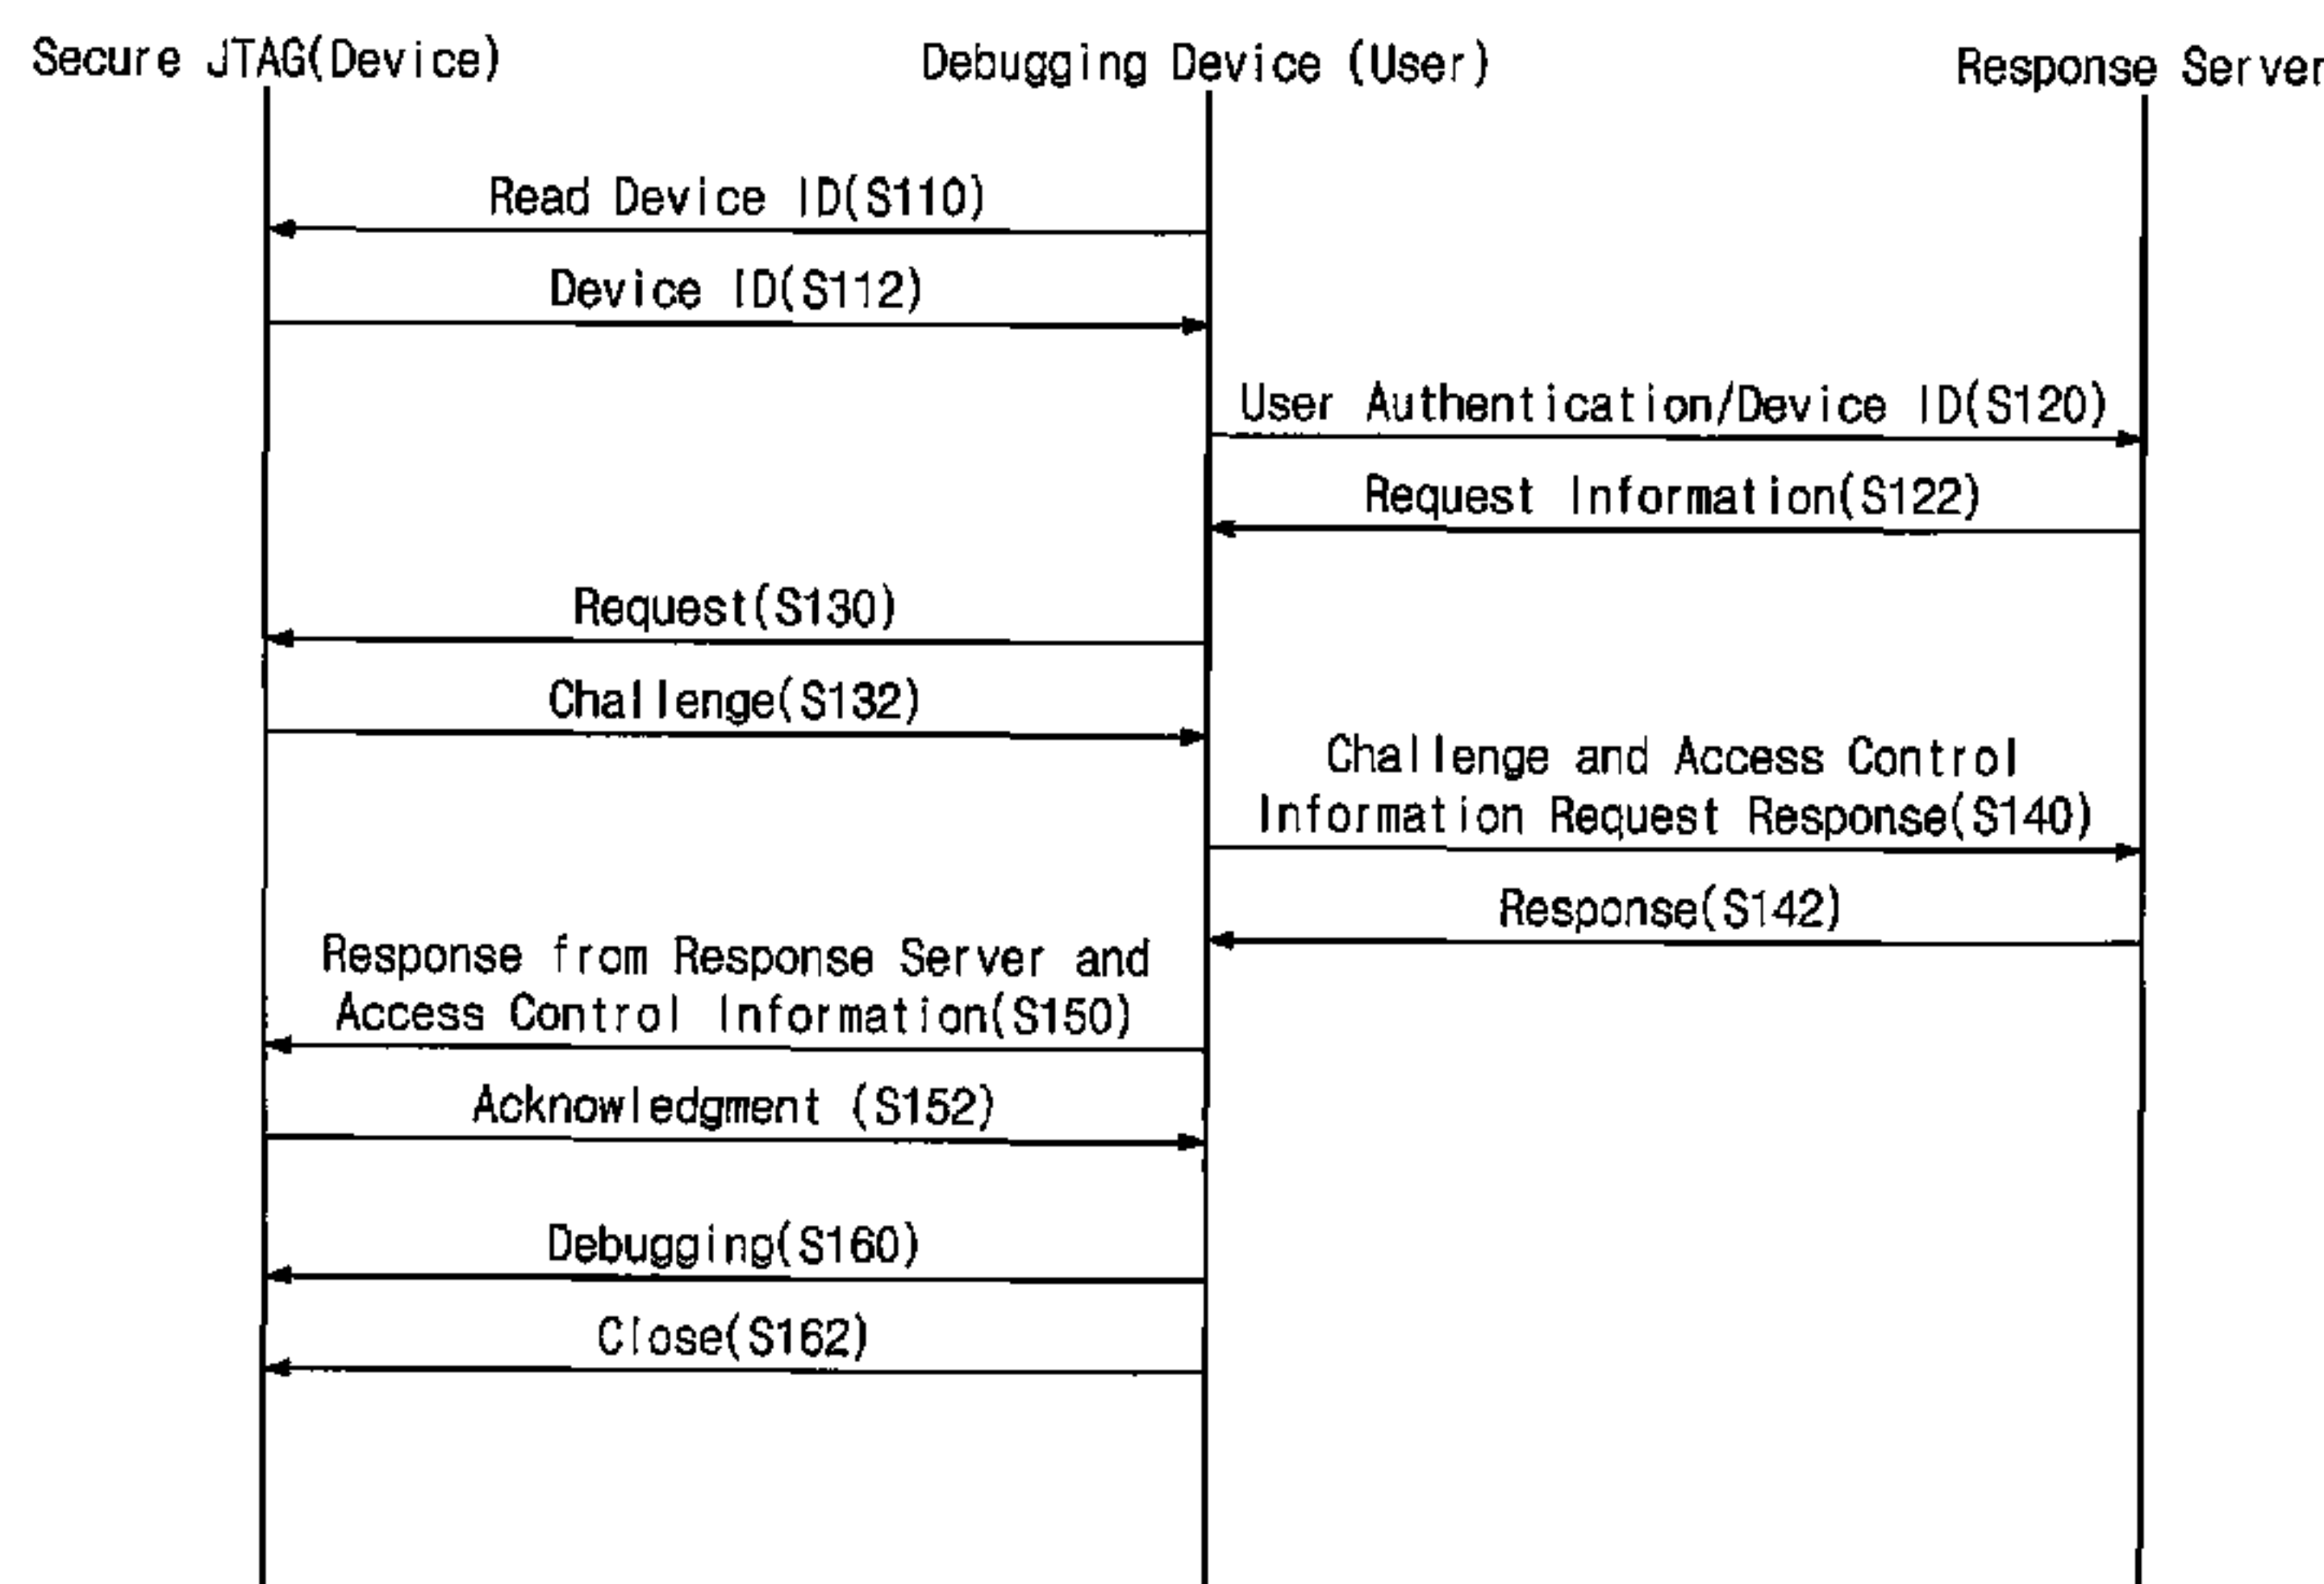 Secure JTAG(Device)
Debugging Device (User)
Response Server
Read Device ID(S110)
Device ID(S112)
User Authentication/Device ID(S120)
Request Information(S122)
Request(S130)
Challenge(S132)
Challenge and Access Control
Information Request Response(S140)
Response(S142)
Response from Response Server and
Access Control Information(S150)
Acknowledgment (S152)
Debugging(S160)
Close(S162)